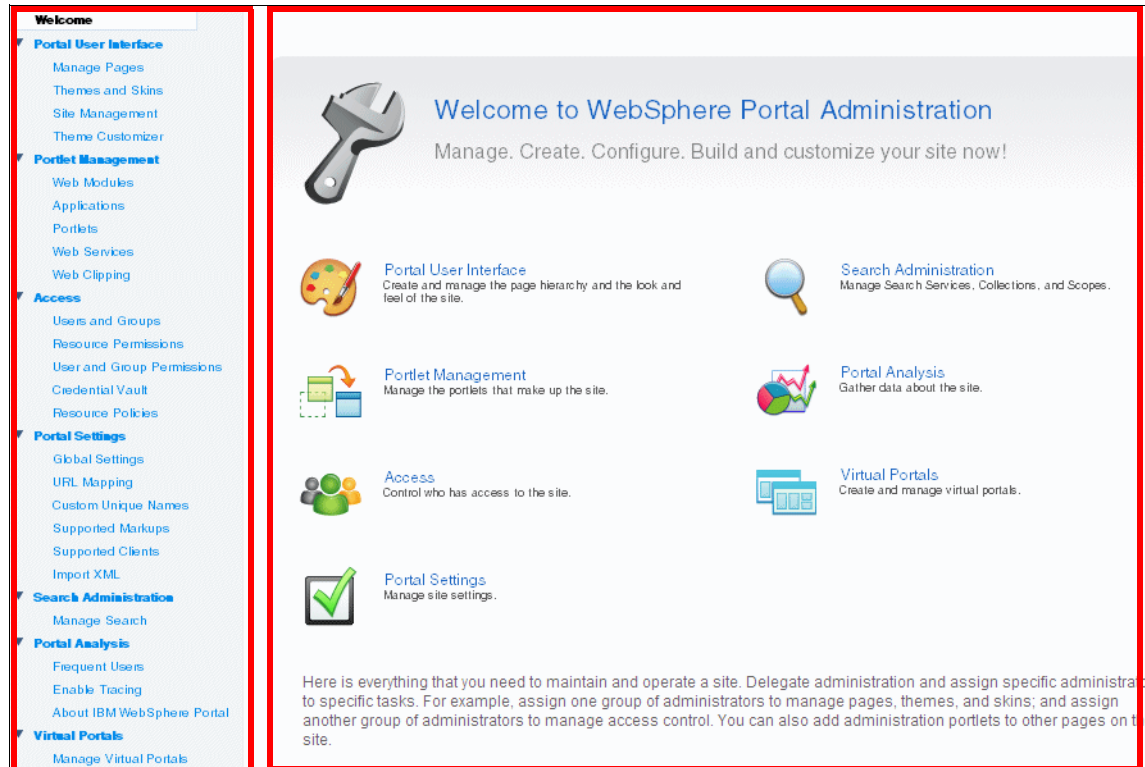 Welcome
Portal User Interface
Manage Pages
Themes and Skins
Site Management
Theme Customizer
Portlet Management
Web Modules
Applications
Portlets
Web Services
Web Clipping
Access
Users and Groups
Resource Permissions
User and Group Permissions
Credential Vault
Resource Policies
Portal Settings
Global Settings
URL Mapping
Custom Unique Names
Supported Markups
Supported Clients
Import XML
Search Administration
Manage Search
Portal Analysis
Frequent Users
Enable Tracing
About IBM WebSphere Portal
Virtual Portals
Manage Virtual Portals
Welcome to WebSphere Portal Administration
Manage. Create. Configure. Build and customize your site now!
Portal User Interface
Create and manage the page hierarchy and the look and
feel of the site.
Search Administration
Manage Search Services, Collections, and Scopes.
Portlet Management
Manage the portlets that make up the site.
Portal Analysis
Gather data about the site.
Access
Control who has access to the site.
Virtual Portals
Create and manage virtual portals.
Portal Settings
Manage site settings.
Here is everything that you need to maintain and operate a site. Delegate administration and assign specific administrat
to specific tasks. For example, assign one group of administrators to manage pages, themes, and skins; and assign
another group of administrators to manage access control. You can also add administration portlets to other pages on t
site.